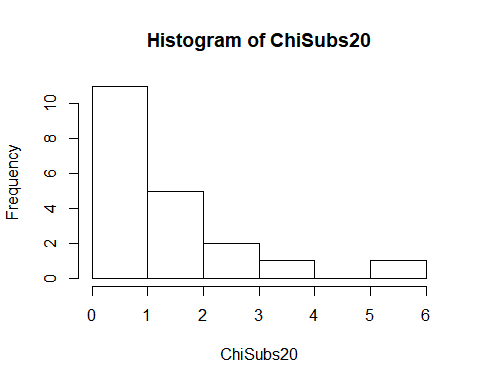 Histogram of ChiSubs20
Frequency
0 2 4 6 8 10
0 1 2 3 4 5 6
ChiSubs20